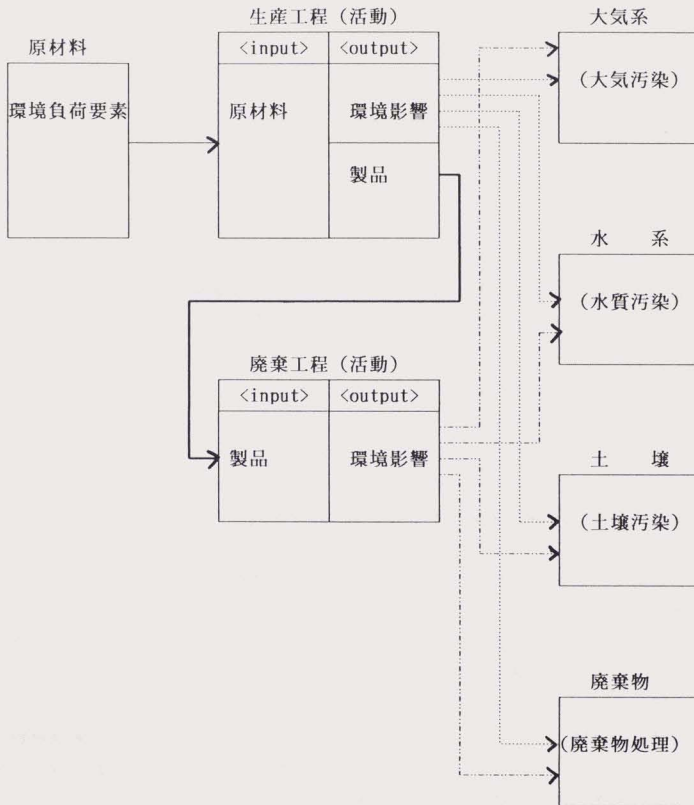 生産工程（活動）
大気系
原材料
<input>
<output>
環境負荷要素
原材料
環境影響
(大気汚染)
製品
水　系
(水質汚染)
廃棄工程（活動）
<input>
<output>
製品
環境影響
土　壌
(土壌汚染)
廃棄物
(廃棄物処理)